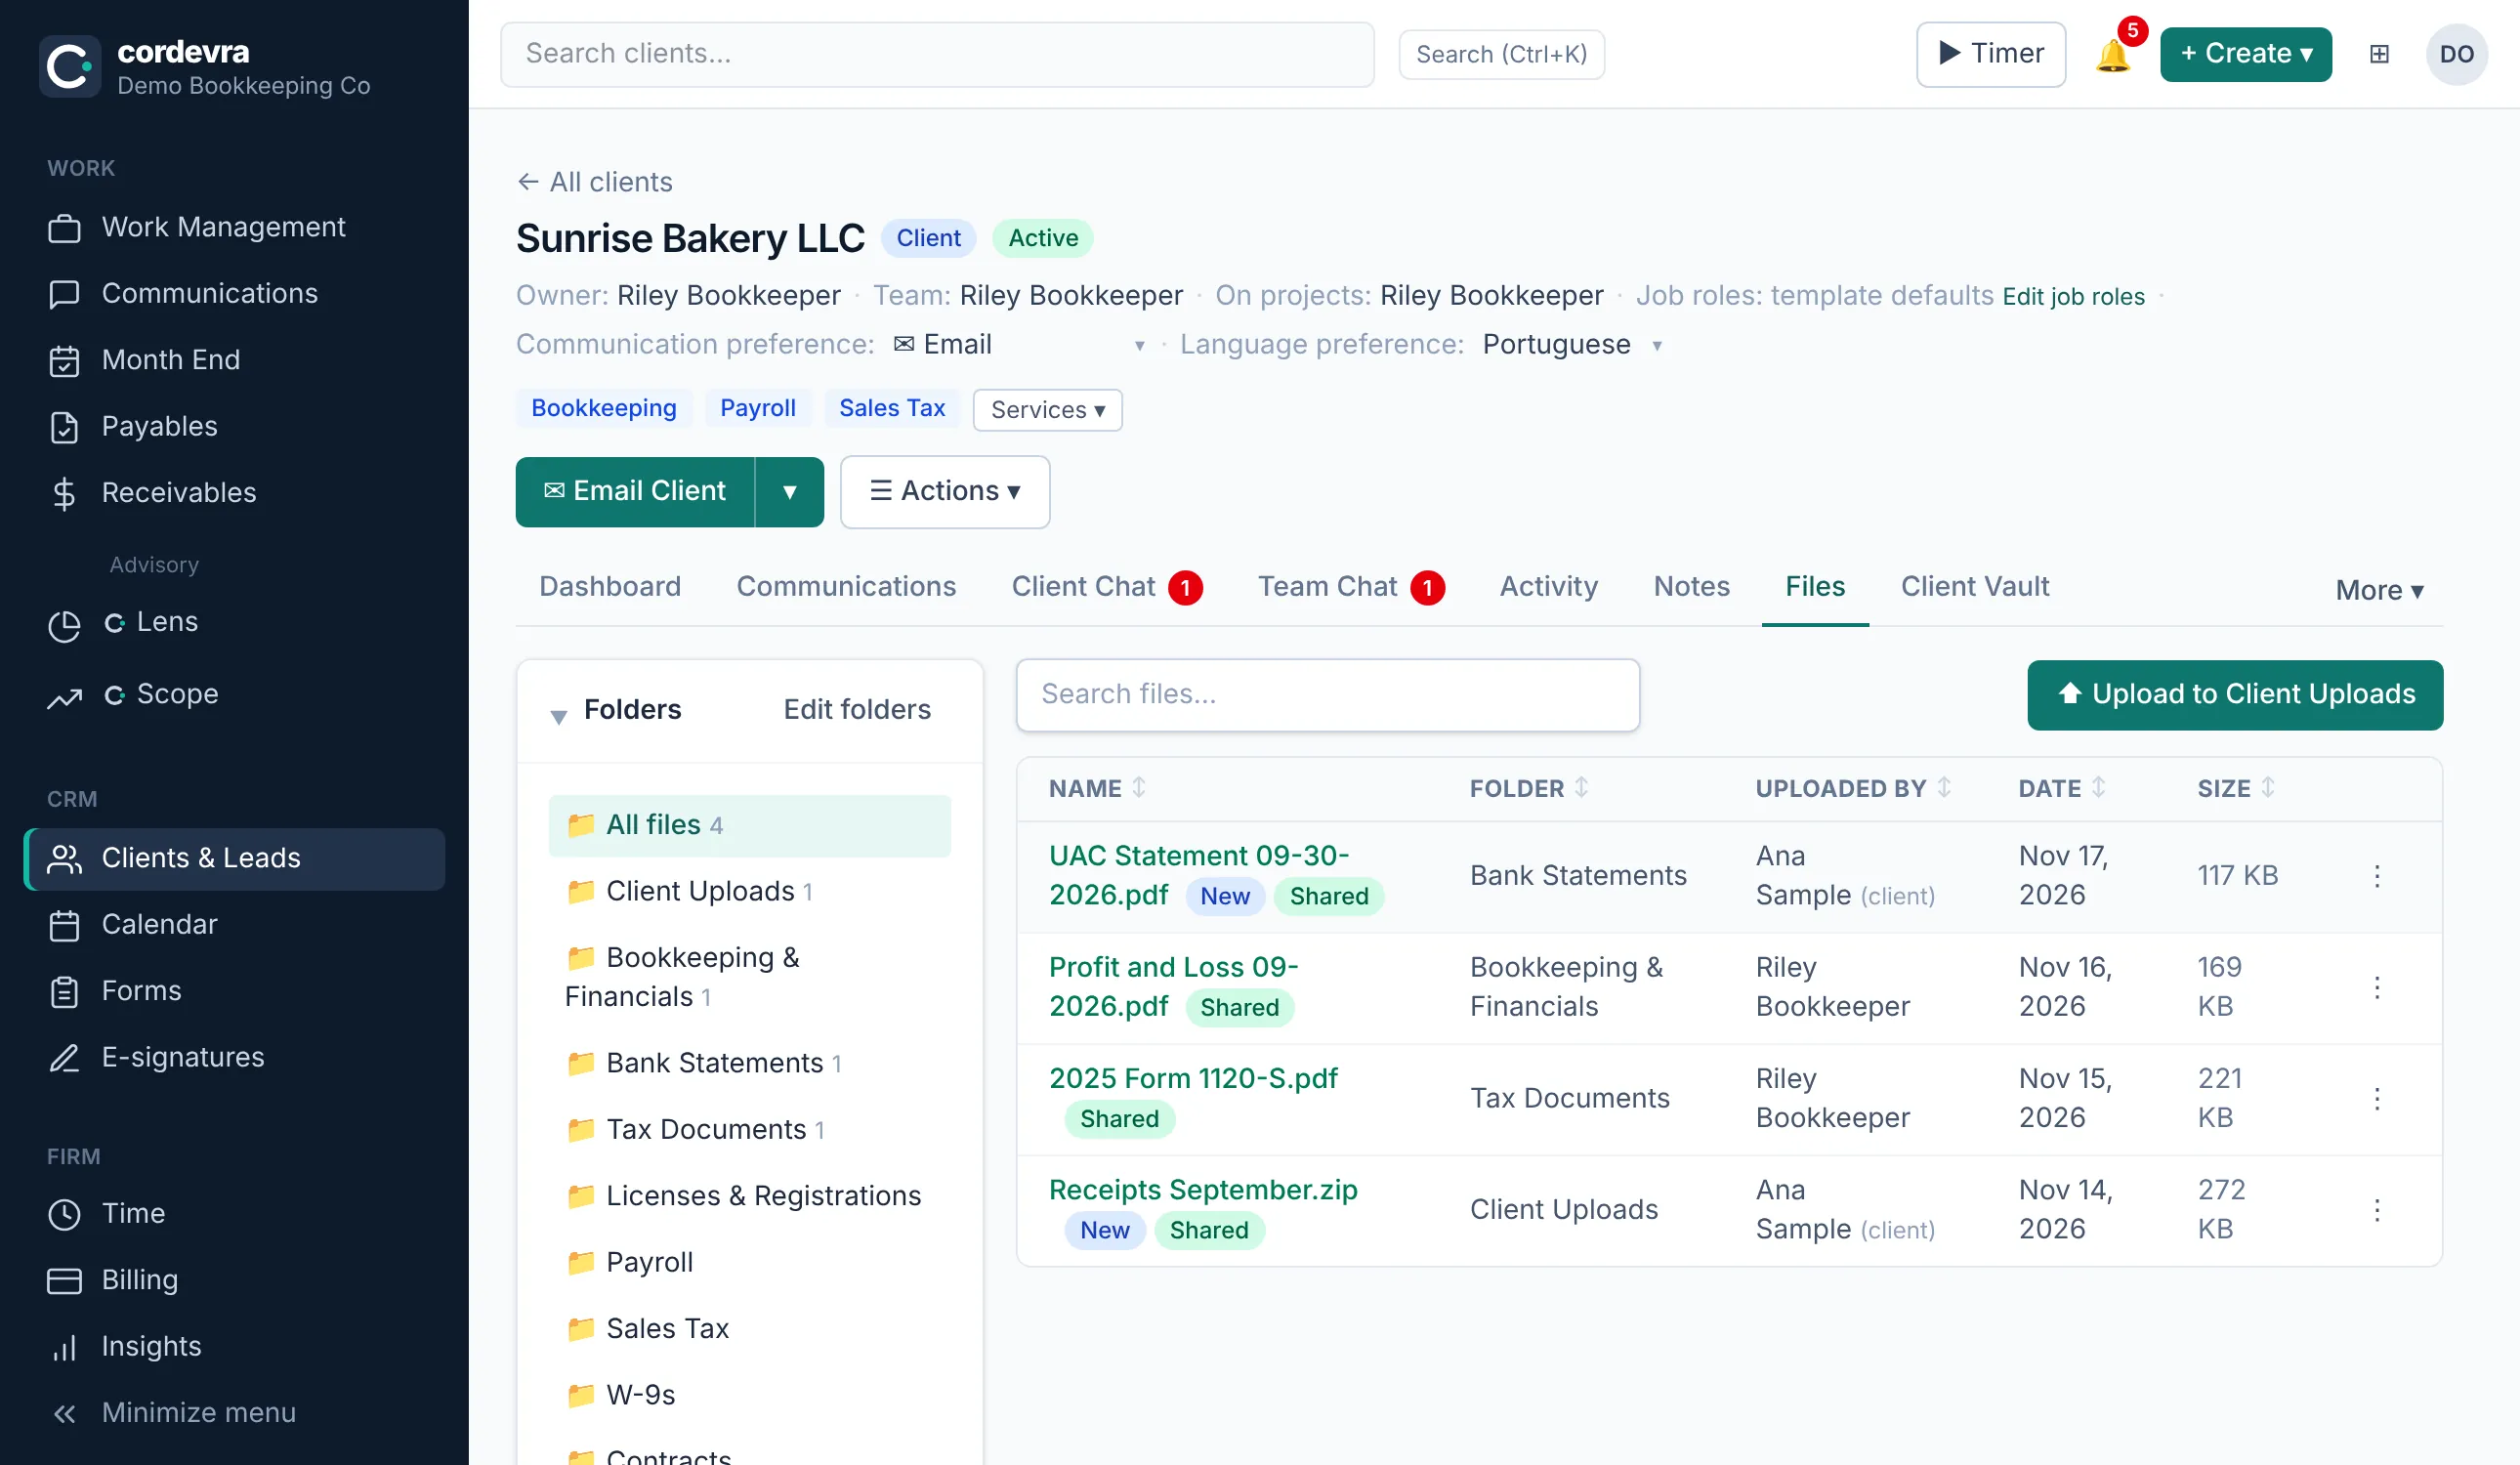 cordevra
Demo Bookkeeping Co
WORK
Work Management
Communications
Month End
Payables
Receivables
Advisory
Lens
Scope
CRM
Clients & Leads
Calendar
Forms
E-signatures
FIRM
Time
Billing
Insights
Minimize menu
Search clients...
Search (Ctrl+K)
Timer
5
+ Create ▾
DO
← All clients
Sunrise Bakery LLC Client Active
Owner: Riley Bookkeeper · Team: Riley Bookkeeper · On projects: Riley Bookkeeper · Job roles: template defaults Edit job roles ·
Communication preference: ✉ Email ▾ · Language preference: Portuguese ▾
Bookkeeping Payroll Sales Tax Services ▾
✉ Email Client ▾ ☰ Actions ▾
Dashboard Communications Client Chat 1 Team Chat 1 Activity Notes Files Client Vault More ▾
▼ Folders Edit folders
All files 4
Client Uploads 1
Bookkeeping &
Financials 1
Bank Statements 1
Tax Documents 1
Licenses & Registrations
Payroll
Sales Tax
W-9s
Contracts
Search files...
Upload to Client Uploads
NAME FOLDER UPLOADED BY DATE SIZE
UAC Statement 09-30-
2026.pdf New Shared
Bank Statements
Ana
Sample (client)
Nov 17,
2026
117 KB
Profit and Loss 09-
2026.pdf Shared
Bookkeeping &
Financials
Riley
Bookkeeper
Nov 16,
2026
169
KB
2025 Form 1120-S.pdf
Shared
Tax Documents
Riley
Bookkeeper
Nov 15,
2026
221
KB
Receipts September.zip
New Shared
Client Uploads
Ana
Sample (client)
Nov 14,
2026
272
KB